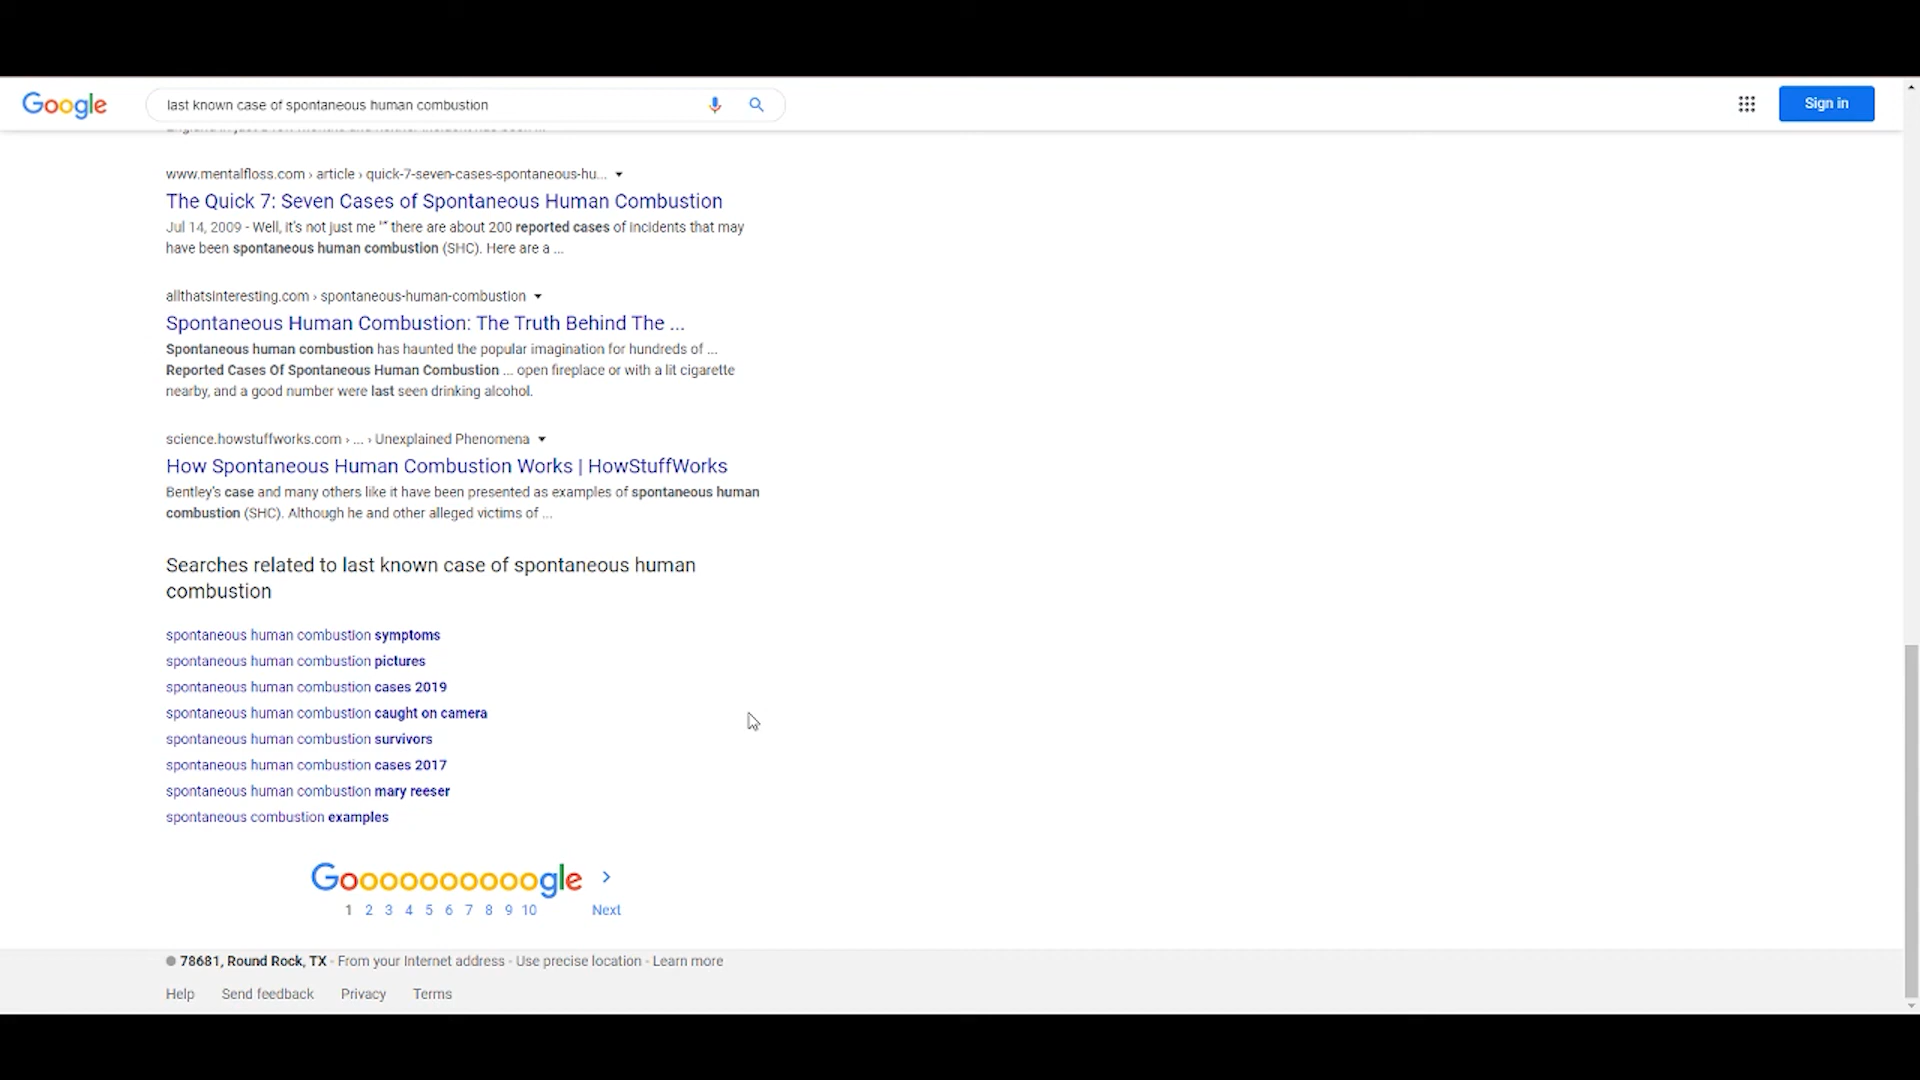 Google
last known case of spontaneous human combustion
Sign in
www.mentalfloss.com › article › quick-7-seven-cases-spontaneous-hu...
The Quick 7: Seven Cases of Spontaneous Human Combustion
Jul 14, 2009 - Well, it's not just me "" there are about 200 reported cases of incidents that may
have been spontaneous human combustion (SHC). Here are a ...
allthatsinteresting.com › spontaneous-human-combustion
Spontaneous Human Combustion: The Truth Behind The ...
Spontaneous human combustion has haunted the popular imagination for hundreds of ...
Reported Cases Of Spontaneous Human Combustion ... open fireplace or with a lit cigarette
nearby, and a good number were last seen drinking alcohol.
science.howstuffworks.com › ... › Unexplained Phenomena
How Spontaneous Human Combustion Works | HowStuffWorks
Bentley's case and many others like it have been presented as examples of spontaneous human
combustion (SHC). Although he and other alleged victims of ...
Searches related to last known case of spontaneous human
combustion
spontaneous human combustion symptoms
spontaneous human combustion pictures
spontaneous human combustion cases 2019
spontaneous human combustion caught on camera
spontaneous human combustion survivors
spontaneous human combustion cases 2017
spontaneous human combustion mary reeser
spontaneous combustion examples
Goooooooooogle >
1 2 3 4 5 6 7 8 9 10 Next
78681, Round Rock, TX - From your Internet address - Use precise location - Learn more
Help Send feedback Privacy Terms